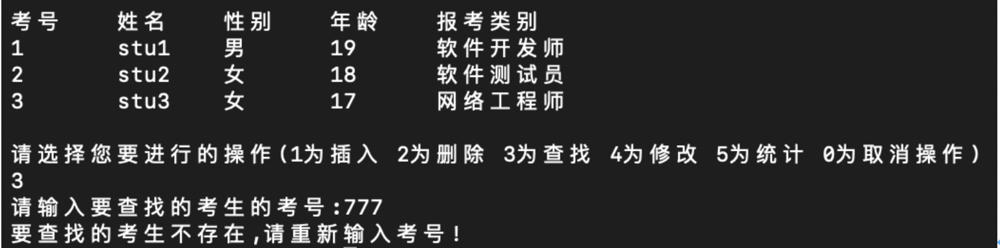 考号 姓名 性别 年龄 报考类别
1 stu1 男 19 软件开发师
2 stu2 女 18 软件测试员
3 stu3 女 17 网络工程师
请选择您要进行的操作(1为插入 2为删除 3为查找 4为修改 5为统计 0为取消操作)
3
请输入要查找的考生的考号:777
要查找的考生不存在,请重新输入考号!